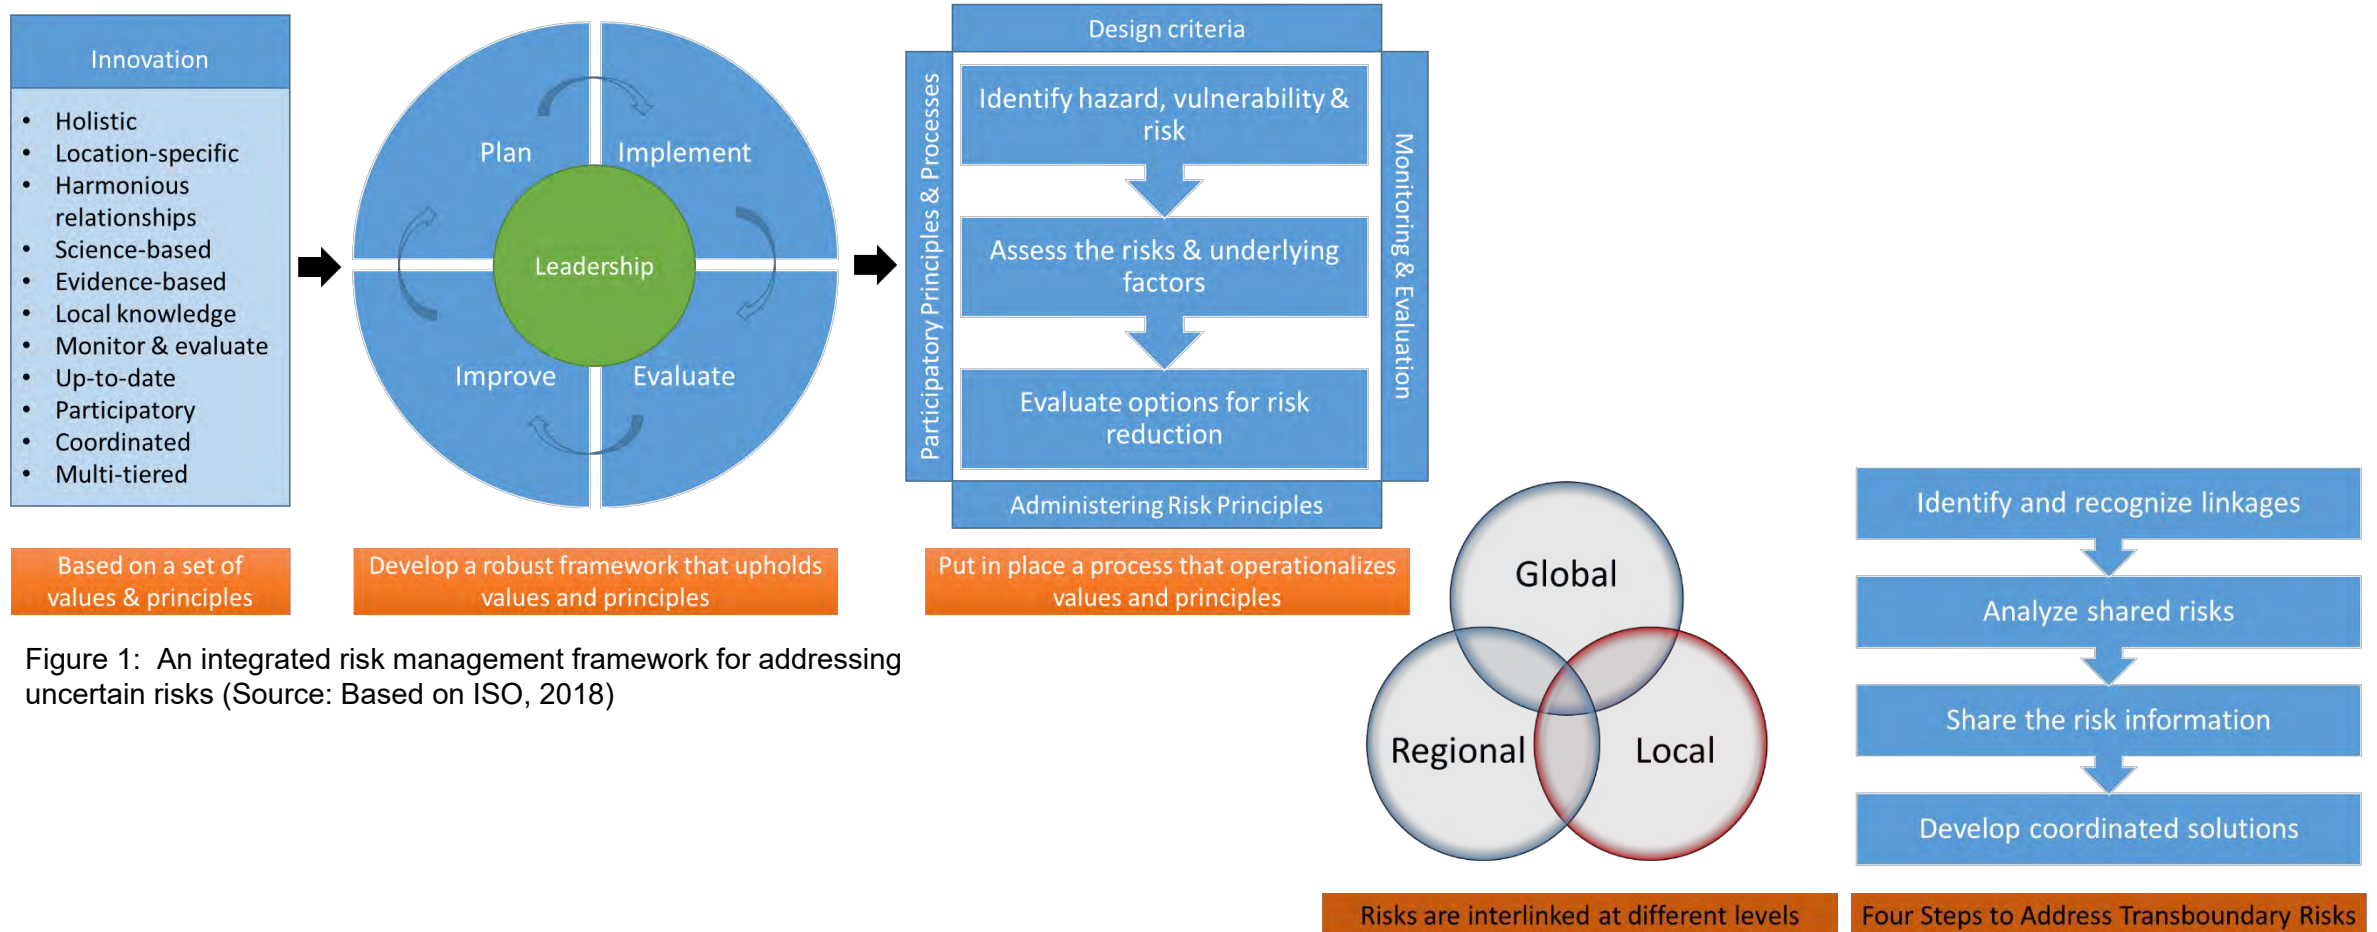 Innovation
• Holistic
• Location-specific
• Harmonious
relationships
• Science-based
• Evidence-based
• Local knowledge
• Monitor & evaluate
• Up-to-date
• Participatory
• Coordinated
• Multi-tiered
Based on a set of
values & principles
Plan
Implement
Leadership
Improve
Evaluate
Develop a robust framework that upholds
values and principles
Design criteria
Participatory Principles & Processes
Identify hazard, vulnerability &
risk
Assess the risks & underlying
factors
Evaluate options for risk
reduction
Monitoring & Evaluation
Administering Risk Principles
Put in place a process that operationalizes
values and principles
Figure 1:  An integrated risk management framework for addressing
uncertain risks (Source: Based on ISO, 2018)
Global
Regional
Local
Risks are interlinked at different levels
Identify and recognize linkages
Analyze shared risks
Share the risk information
Develop coordinated solutions
Four Steps to Address Transboundary Risks